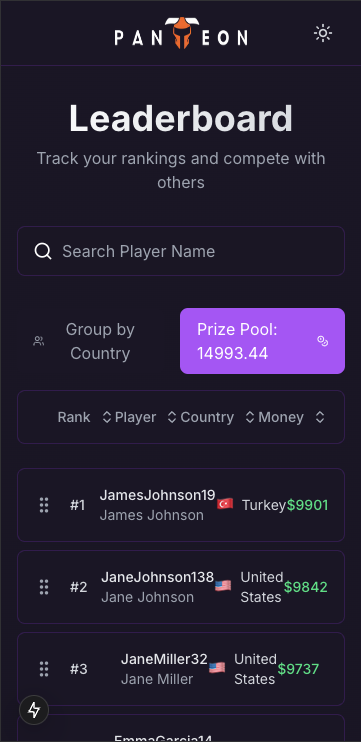 PANTEON
Leaderboard
Track your rankings and compete with
others
Search Player Name
Group by
Country
Prize Pool:
14993.44
Rank Player Country Money
#1 JamesJohnson19 Turkey $9901
James Johnson
#2 JaneJohnson138 United States $9842
Jane Johnson
#3 JaneMiller32 United States $9737
Jane Miller
EmmaGarcia14